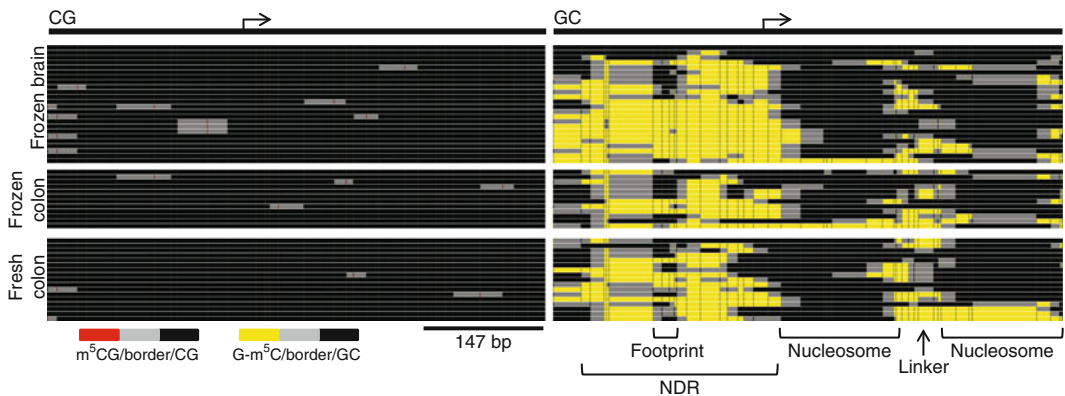 CG
GC
Frozen brain
Frozen
colon
Fresh
colon
m⁵CG/border/CG
G-m⁵C/border/GC
147 bp
Footprint
Nucleosome
Linker
Nucleosome
NDR